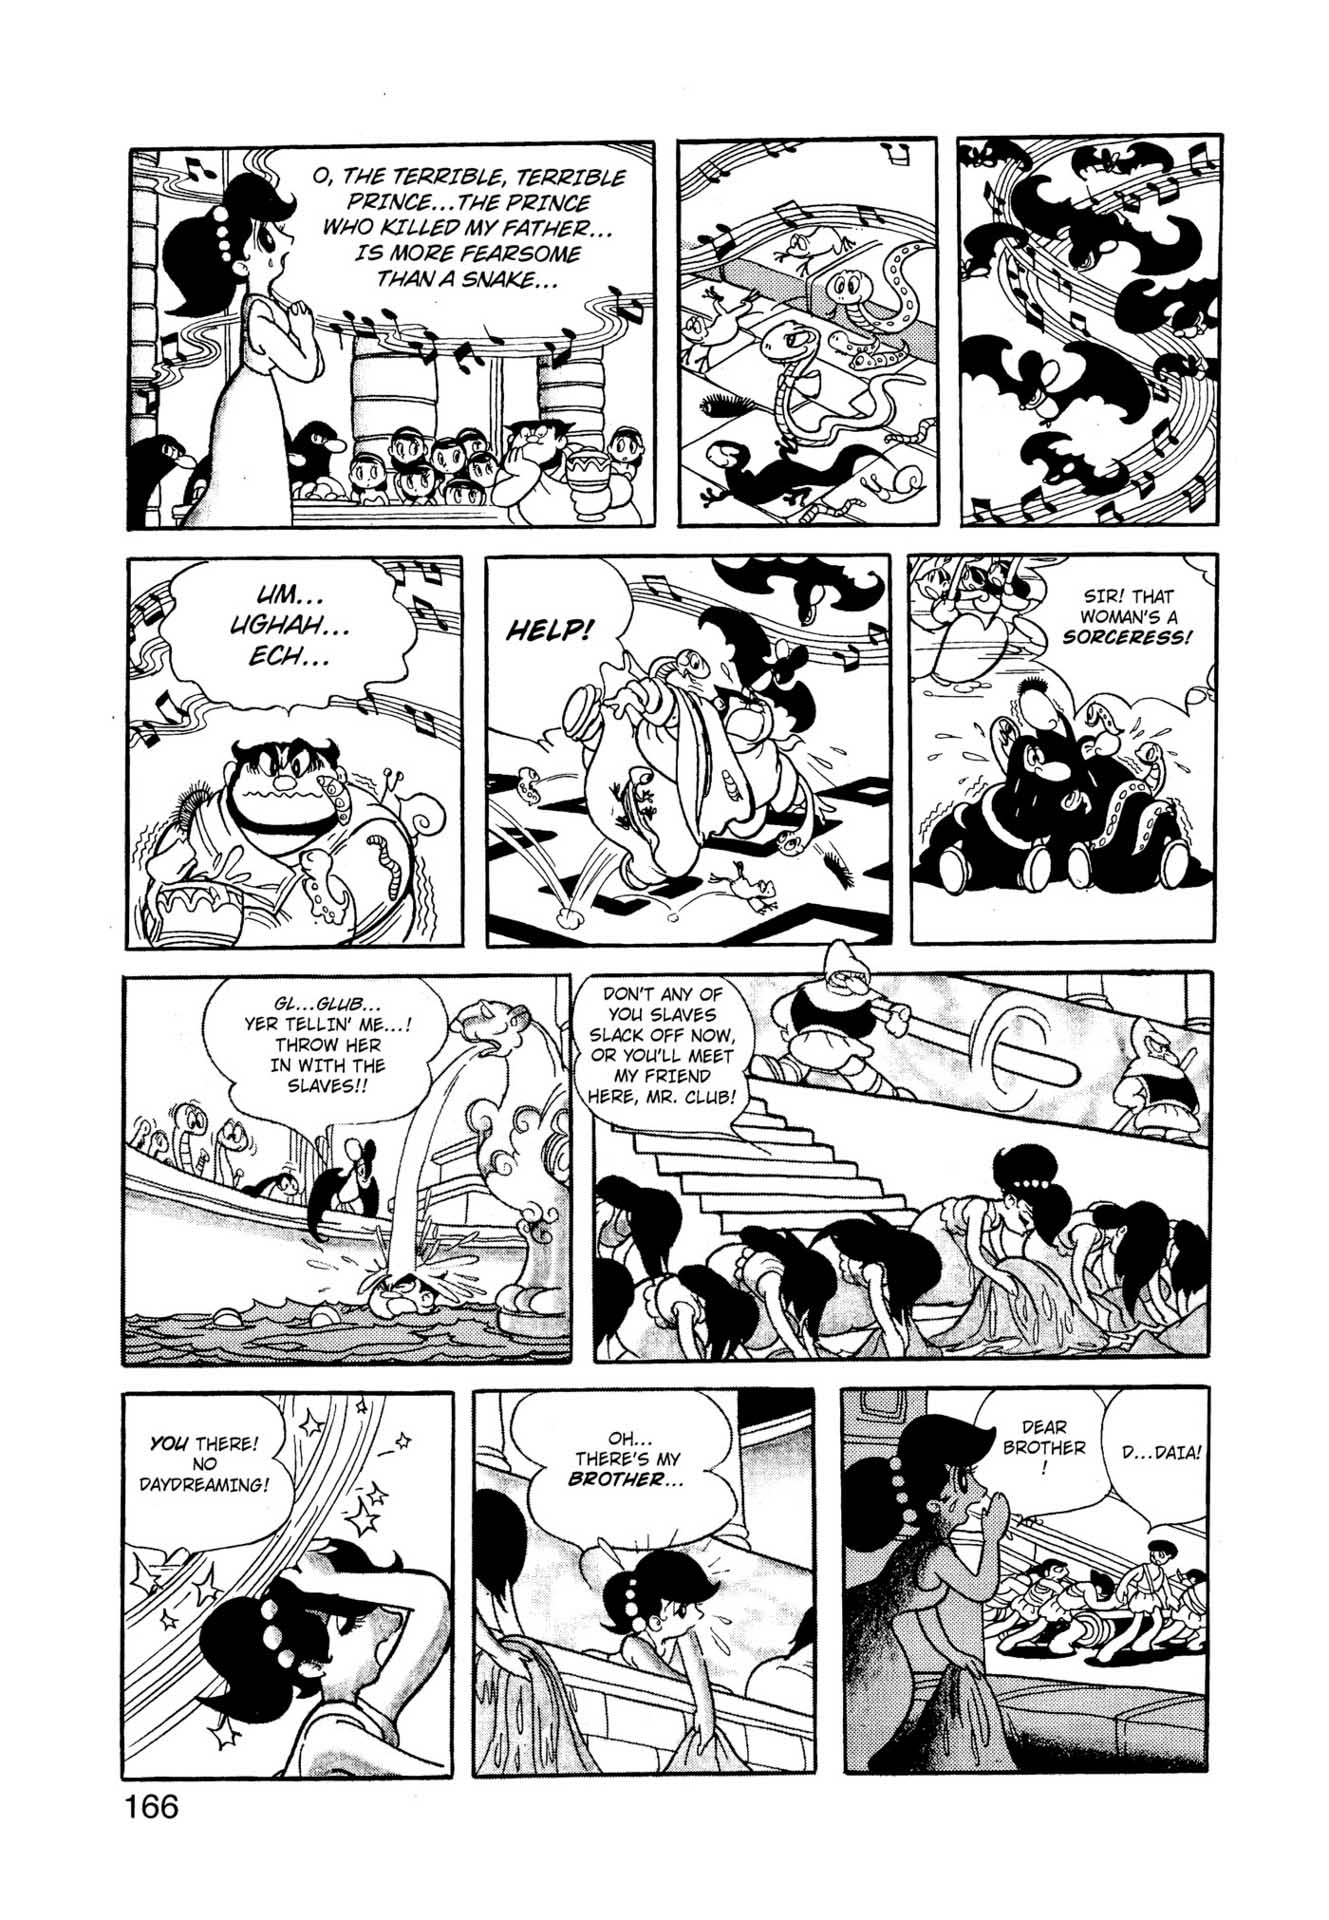 O, THE TERRIBLE, TERRIBLE
PRINCE...THE PRINCE
WHO KILLED MY FATHER...
IS MORE FEARSOME
THAN A SNAKE...
UM...
UGHAH...
ECH...
HELP!
SIR! THAT
WOMAN'S A
SORCERESS!
GL...GLUB...
YER TELLIN' ME...!
THROW HER
IN WITH THE
SLAVES!!
DON'T ANY OF
YOU SLAVES
SLACK OFF NOW,
OR YOU'LL MEET
MY FRIEND
HERE, MR. CLUB!
YOU THERE!
NO
DAYDREAMING!
OH...
THERE'S MY
BROTHER...
DEAR
BROTHER
!
D...DAIA!
166